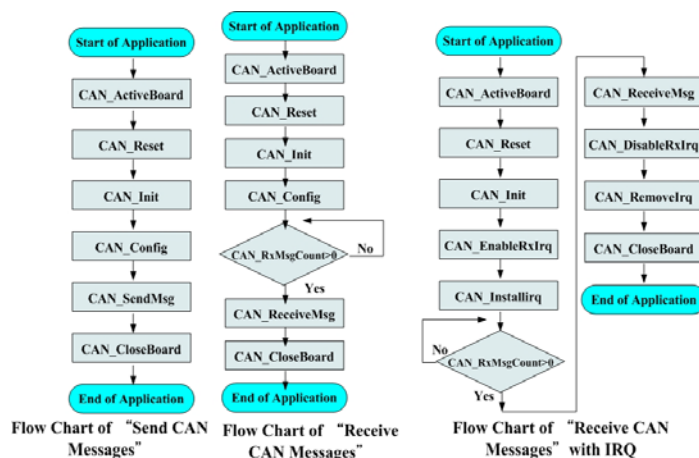 Start of Application
CAN_ActiveBoard
CAN_Reset
CAN_Init
CAN_Config
CAN_SendMsg
CAN_CloseBoard
End of Application
Flow Chart of “Send CAN
Messages”
Start of Application
CAN_ActiveBoard
CAN_Reset
CAN_Init
CAN_Config
CAN_RxMsgCount>0
No
Yes
CAN_ReceiveMsg
CAN_CloseBoard
End of Application
Flow Chart of “Receive
CAN Messages”
Start of Application
CAN_ActiveBoard
CAN_Reset
CAN_Init
CAN_EnableRxIrq
CAN_Installirq
No
CAN_RxMsgCount>0
Yes
CAN_ReceiveMsg
CAN_DisableRxIrq
CAN_RemoveIrq
CAN_CloseBoard
End of Application
Flow Chart of “Receive CAN
Messages” with IRQ